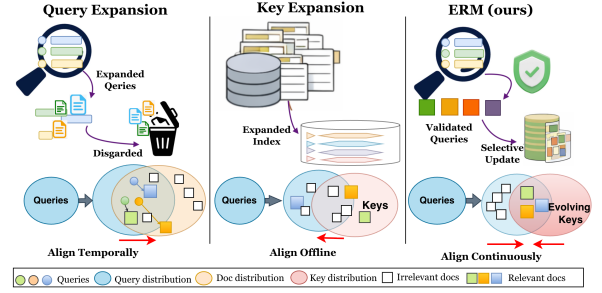 Query Expansion
Expanded
Qeries
Disgarded
Queries
Align Temporally
Key Expansion
Expanded
Index
Queries
Keys
Align Offline
ERM (ours)
Validated
Queries
Selective
Update
Queries
Evolving
Keys
Align Continuously
Queries
Query distribution
Doc distribution
Key distribution
Irrelevant docs
Relevant docs